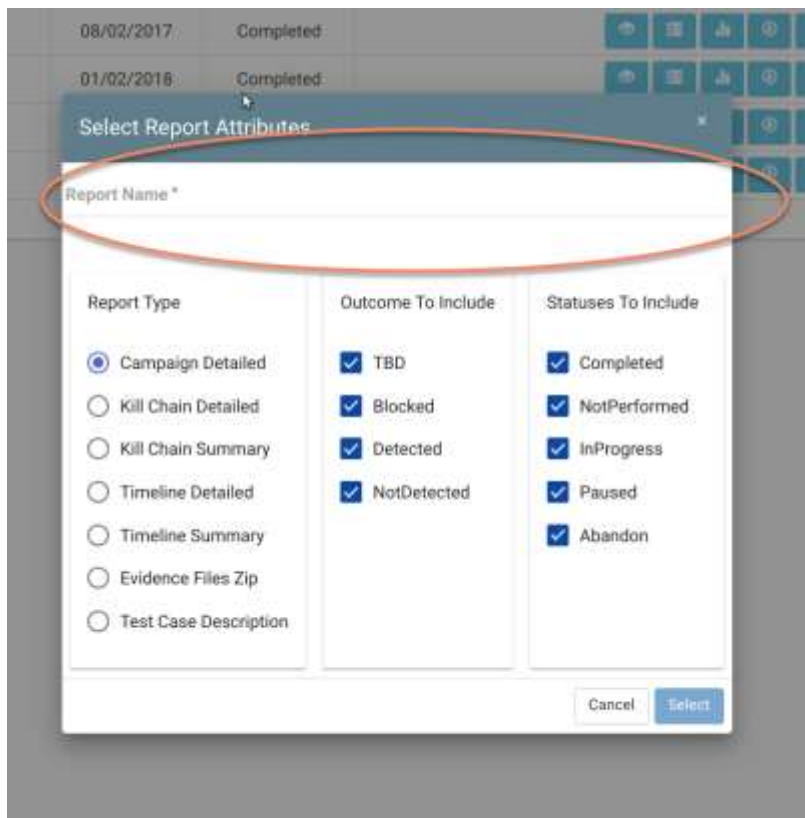 08/02/2017 Completed
01/02/2018 Completed
Select Report Attributes ×
Report Name *
Report Type
Campaign Detailed
Kill Chain Detailed
Kill Chain Summary
Timeline Detailed
Timeline Summary
Evidence Files Zip
Test Case Description
Outcome To Include
TBD
Blocked
Detected
NotDetected
Statuses To Include
Completed
NotPerformed
InProgress
Paused
Abandon
Cancel Select